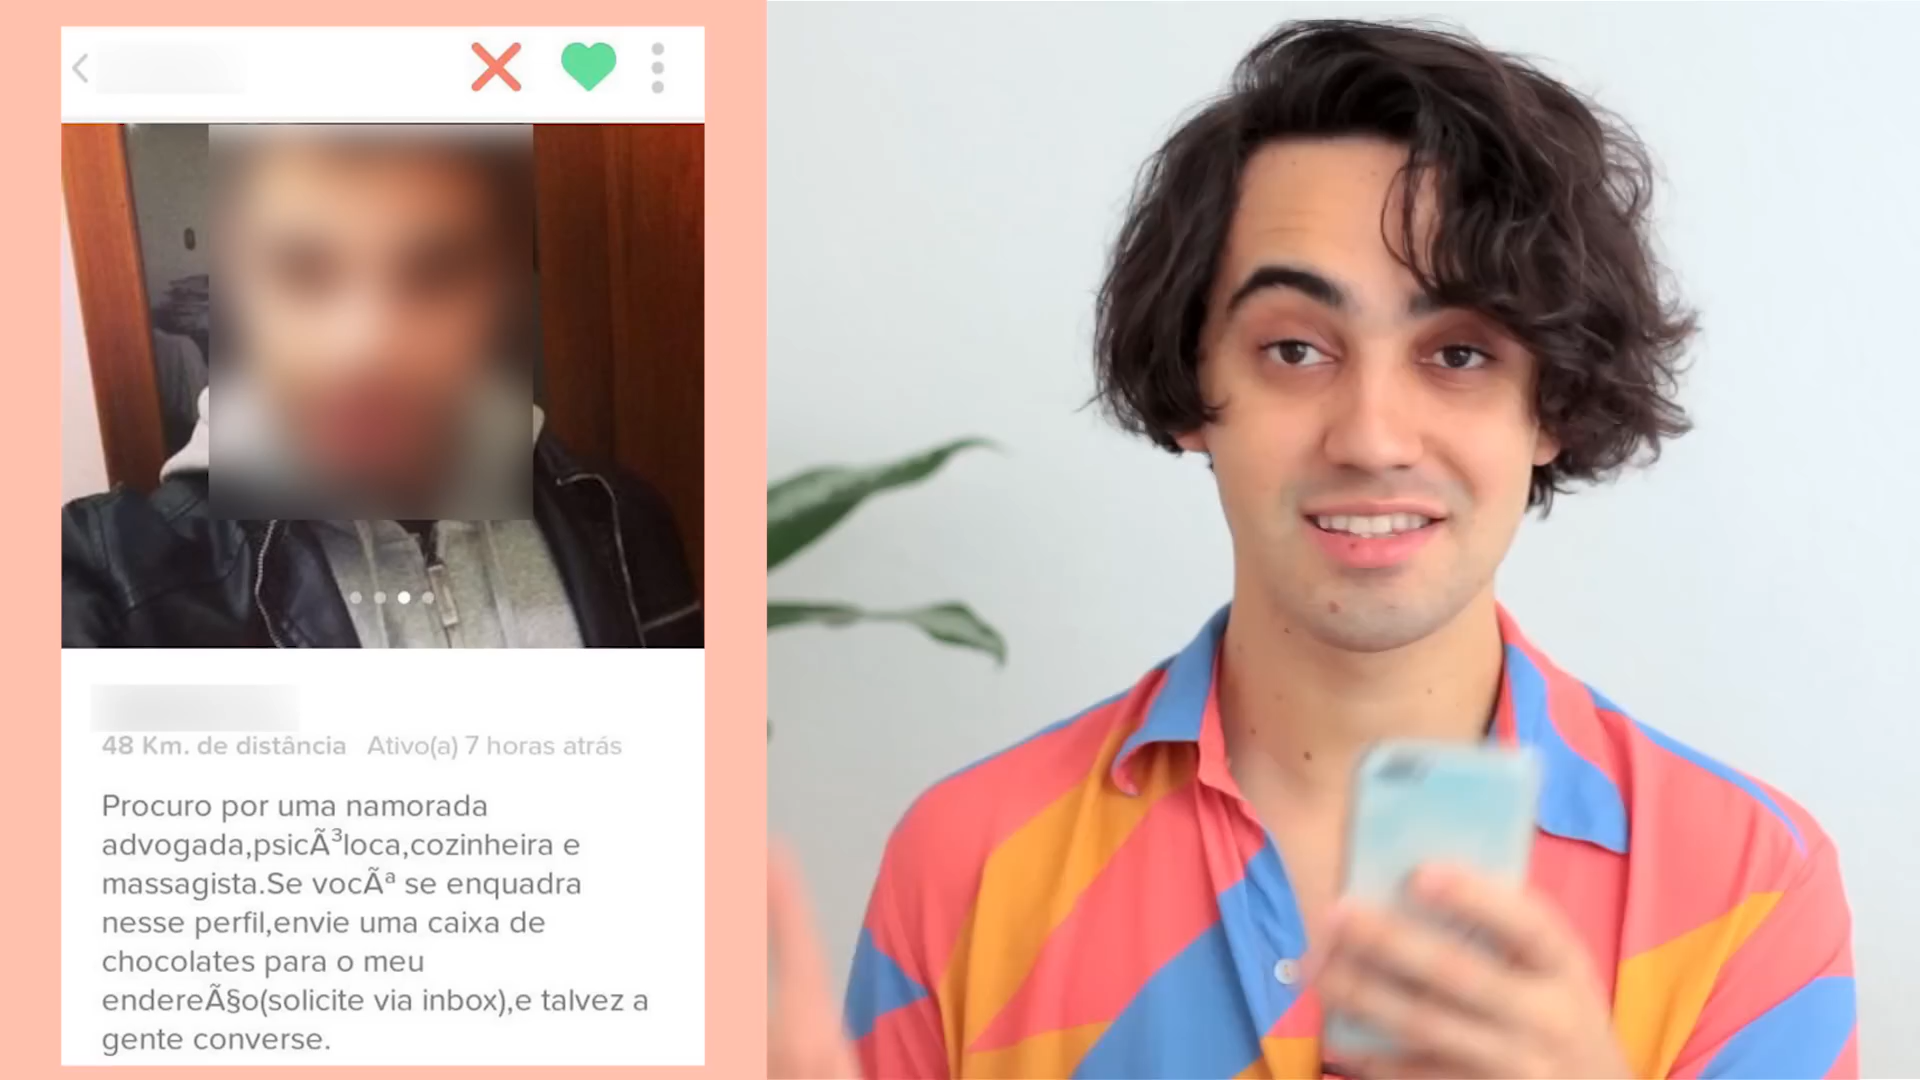 48 Km. de distância Ativo(a) 7 horas atrás
Procuro por uma namorada
advogada,psicÃ³loca,cozinheira e
massagista.Se vocÃª se enquadra
nesse perfil,envie uma caixa de
chocolates para o meu
endereÃ§o(solicite via inbox),e talvez a
gente converse.